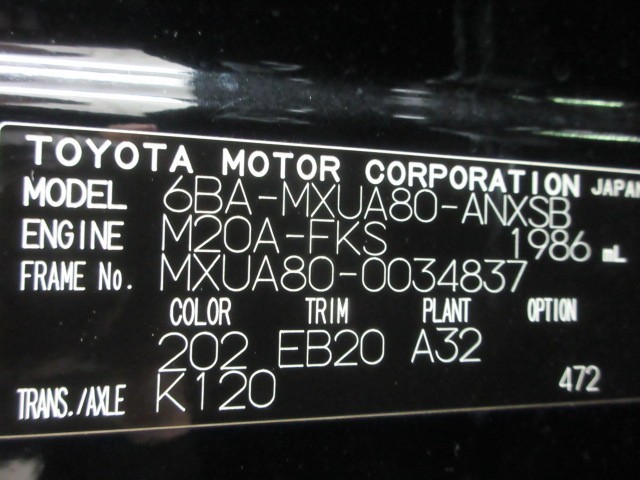 TOYOTA MOTOR CORPORATION JAPAN
MODEL 6BA-MXUA80-ANXSB
ENGINE M20A-FKS 1986 mL
FRAME No. MXUA80-0034837
COLOR TRIM PLANT OPTION
202 EB20 A32
TRANS./AXLE K120 472